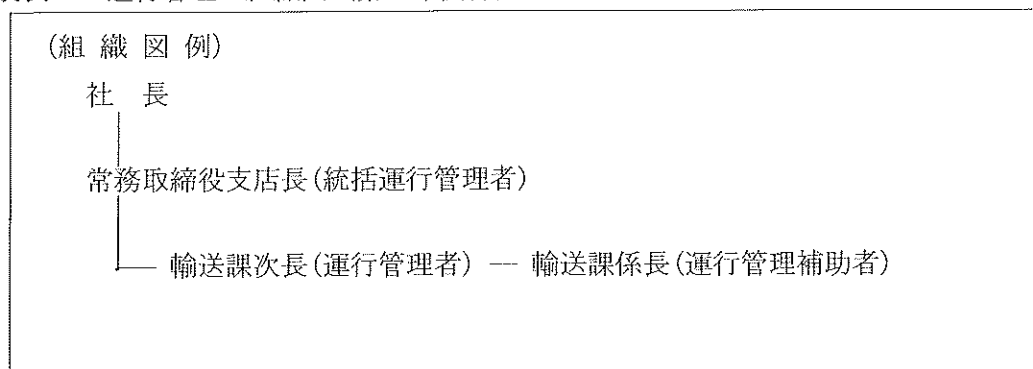 (組 織 図 例)
社 長
常務取締役支店長(統括運行管理者)
輸送課次長(運行管理者) ― 輸送課係長(運行管理補助者)